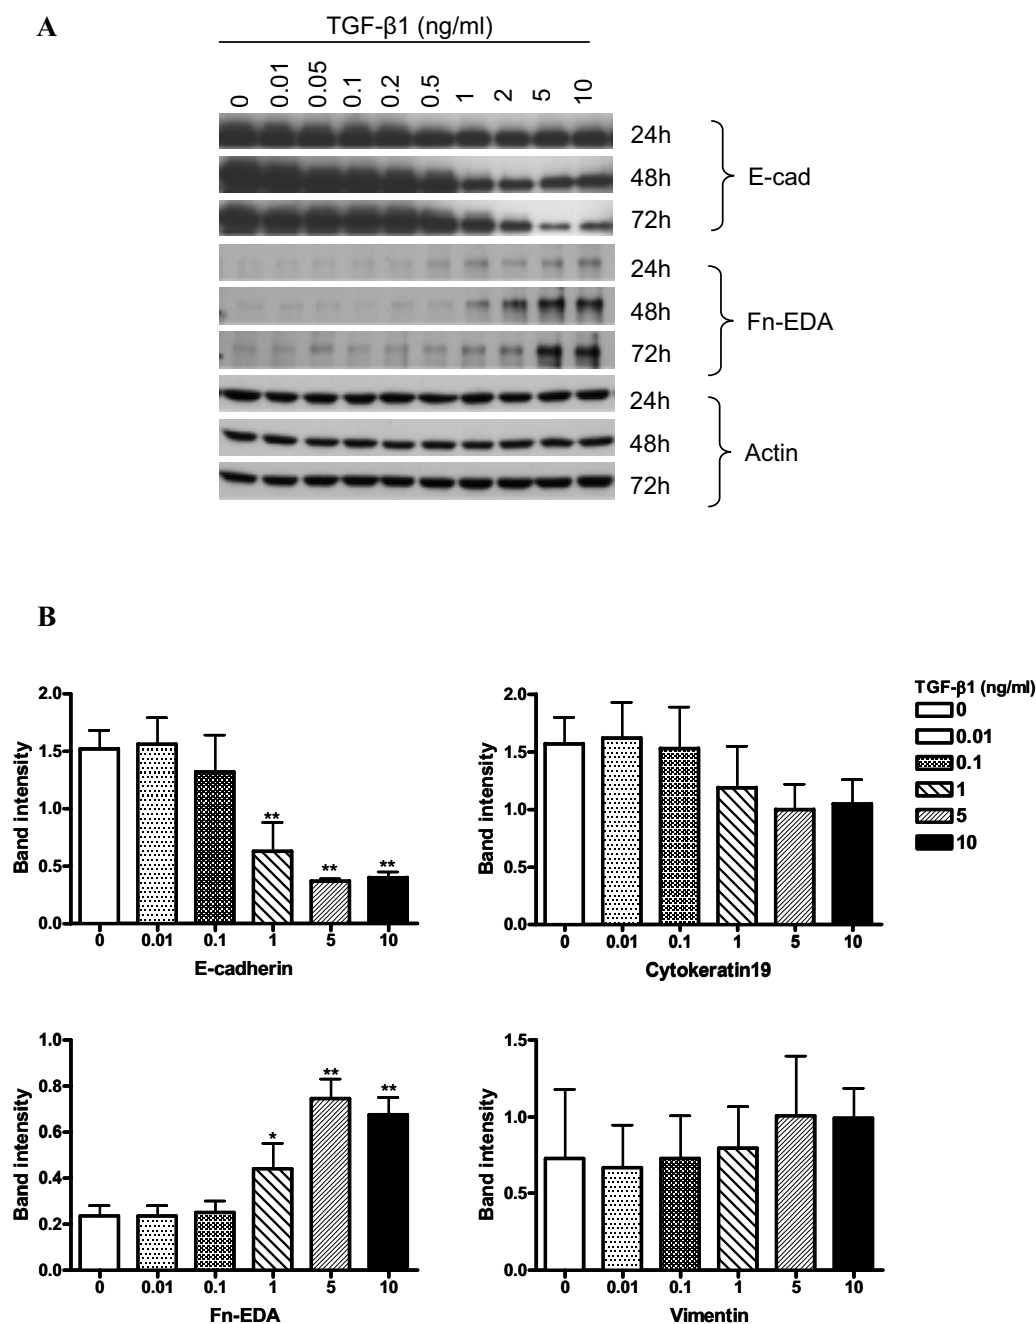 A
TGF-β1 (ng/ml)
0 0.01 0.05 0.1 0.2 0.5 1 2 5 10
24h
48h
72h
E-cad
24h
48h
72h
Fn-EDA
24h
48h
72h
Actin
B
2.0
1.5
1.0
0.5
0.0
Band intensity
** ** **
0 0.01 0.1 1 5 10
E-cadherin
2.0
1.5
1.0
0.5
0.0
Band intensity
0 0.01 0.1 1 5 10
Cytokeratin19
TGF-β1 (ng/ml)
0
0.01
0.1
1
5
10
1.0
0.8
0.6
0.4
0.2
0.0
Band intensity
* ** **
0 0.01 0.1 1 5 10
Fn-EDA
1.5
1.0
0.5
0.0
Band intensity
0 0.01 0.1 1 5 10
Vimentin